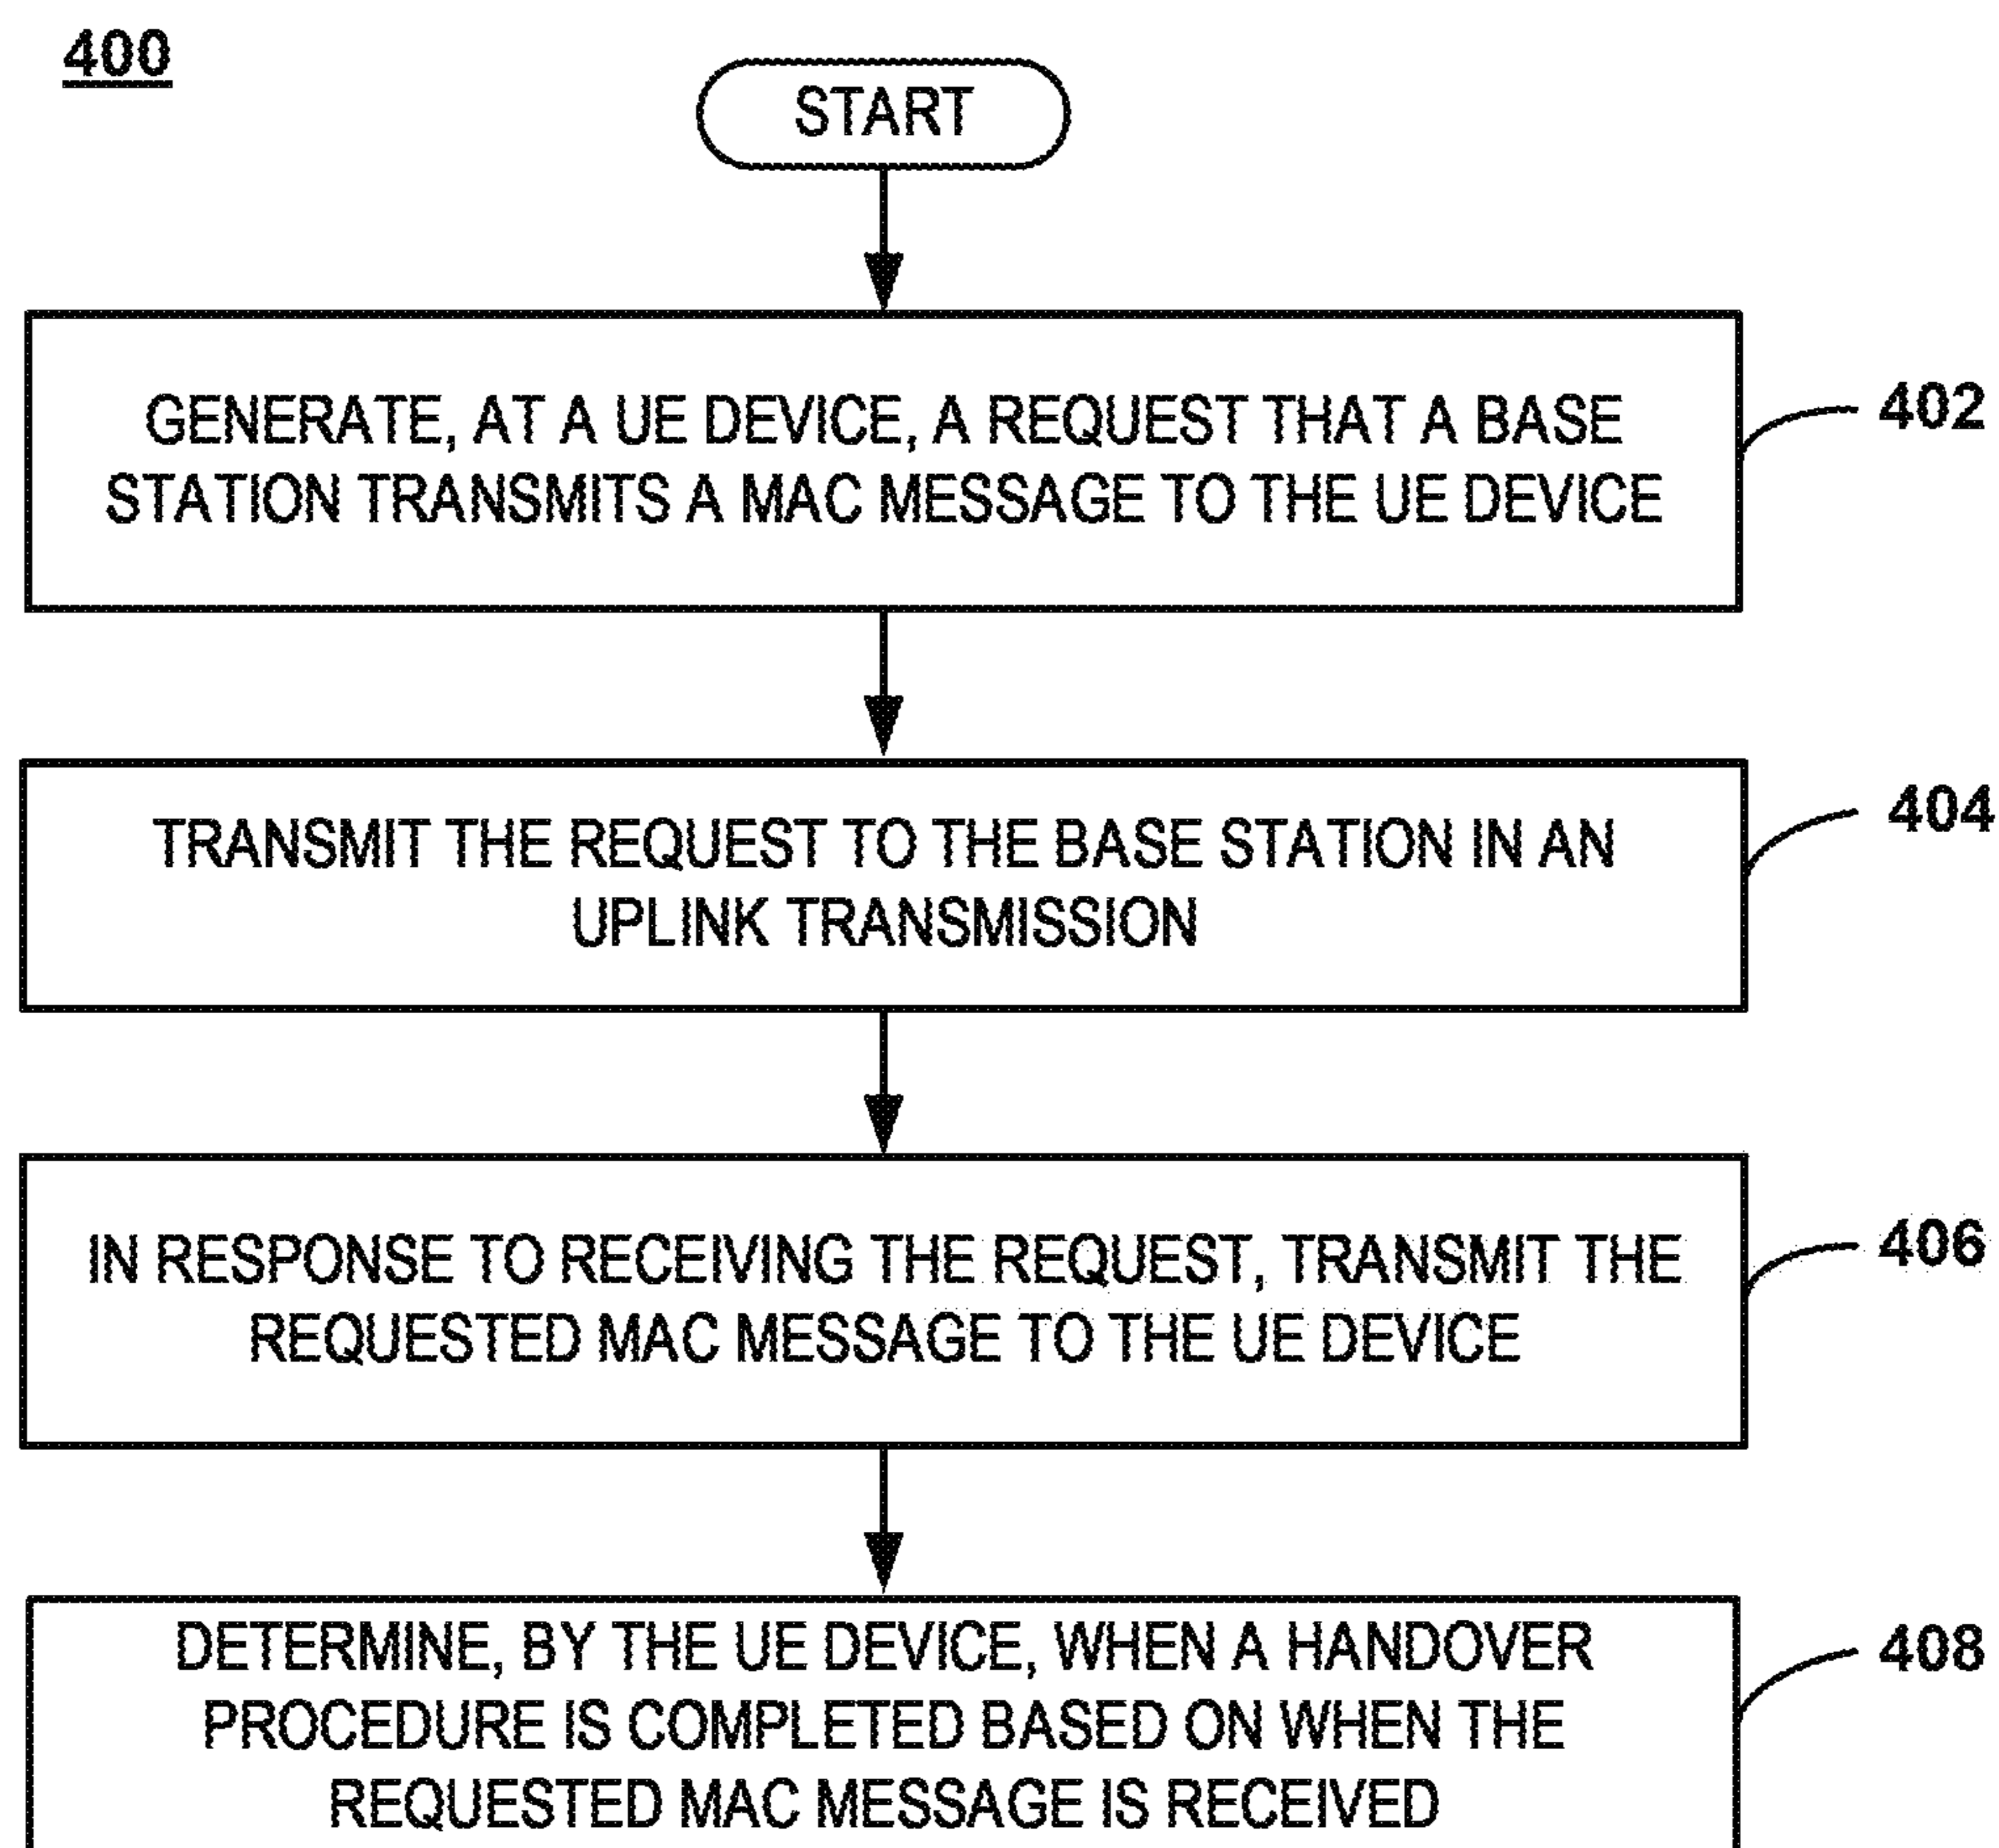 400
START
GENERATE, AT A UE DEVICE, A REQUEST THAT A BASE
STATION TRANSMITS A MAC MESSAGE TO THE UE DEVICE
402
TRANSMIT THE REQUEST TO THE BASE STATION IN AN
UPLINK TRANSMISSION
404
IN RESPONSE TO RECEIVING THE REQUEST, TRANSMIT THE
REQUESTED MAC MESSAGE TO THE UE DEVICE
406
DETERMINE, BY THE UE DEVICE, WHEN A HANDOVER
PROCEDURE IS COMPLETED BASED ON WHEN THE
REQUESTED MAC MESSAGE IS RECEIVED
408